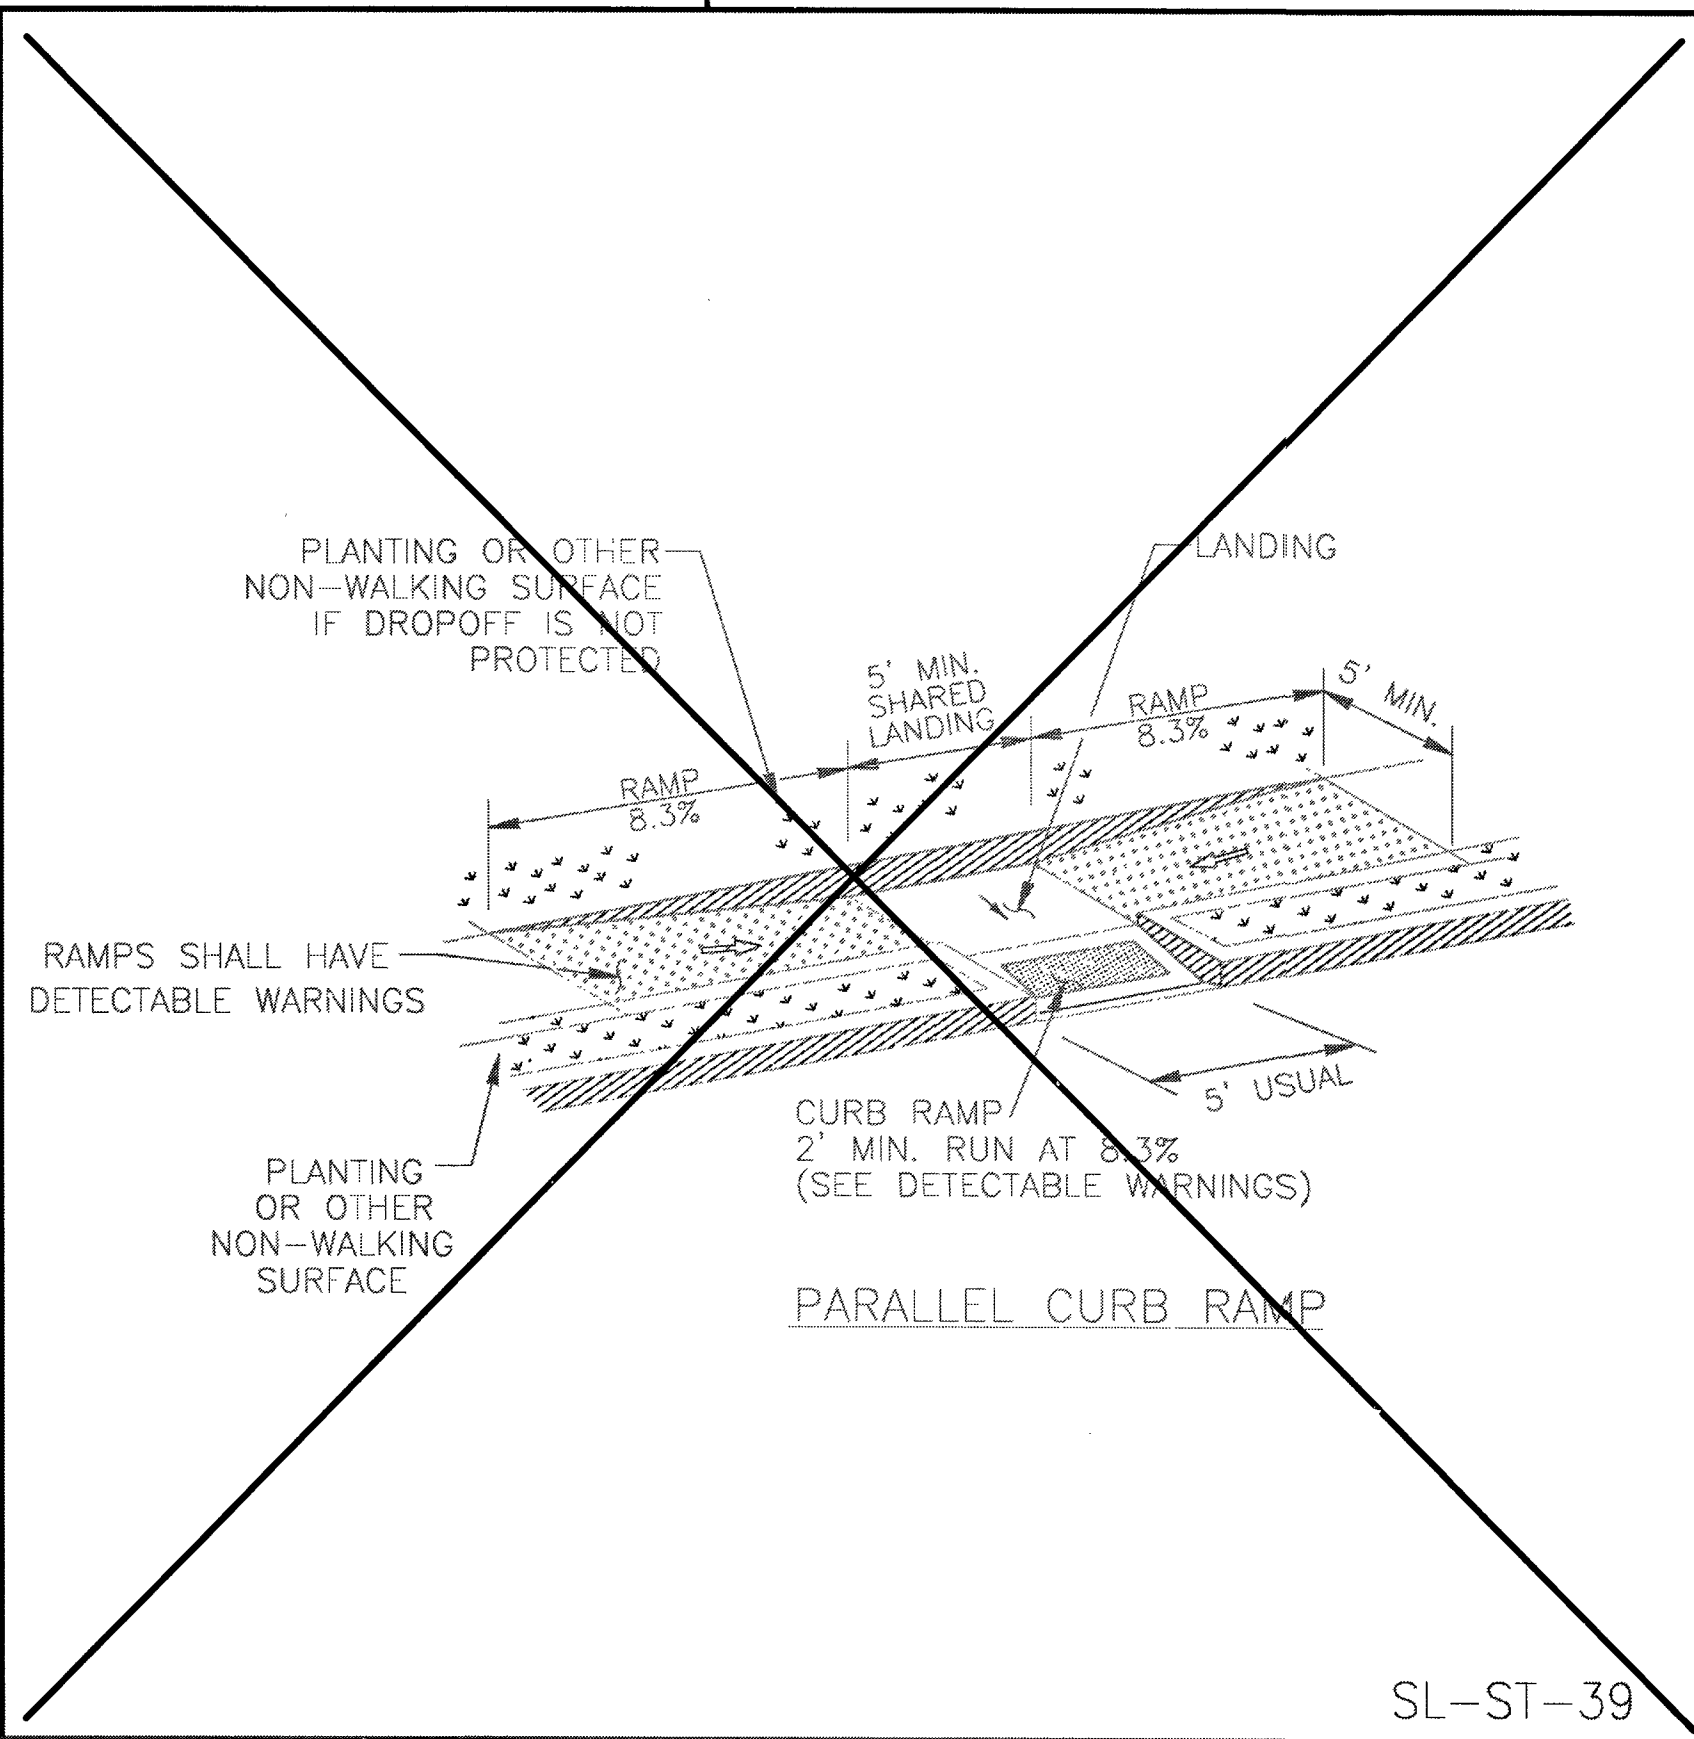 PLANTING OR OTHER
NON-WALKING SURFACE
IF DROPOFF IS NOT
PROTECTED
LANDING
5' MIN.
SHARED
LANDING
RAMP
8.3%
5' MIN.
RAMP
8.3%
RAMPS SHALL HAVE
DETECTABLE WARNINGS
5' USUAL
CURB RAMP
2' MIN. RUN AT 8.3%
(SEE DETECTABLE WARNINGS)
PLANTING
OR OTHER
NON-WALKING
SURFACE
PARALLEL CURB RAMP
SL-ST-39